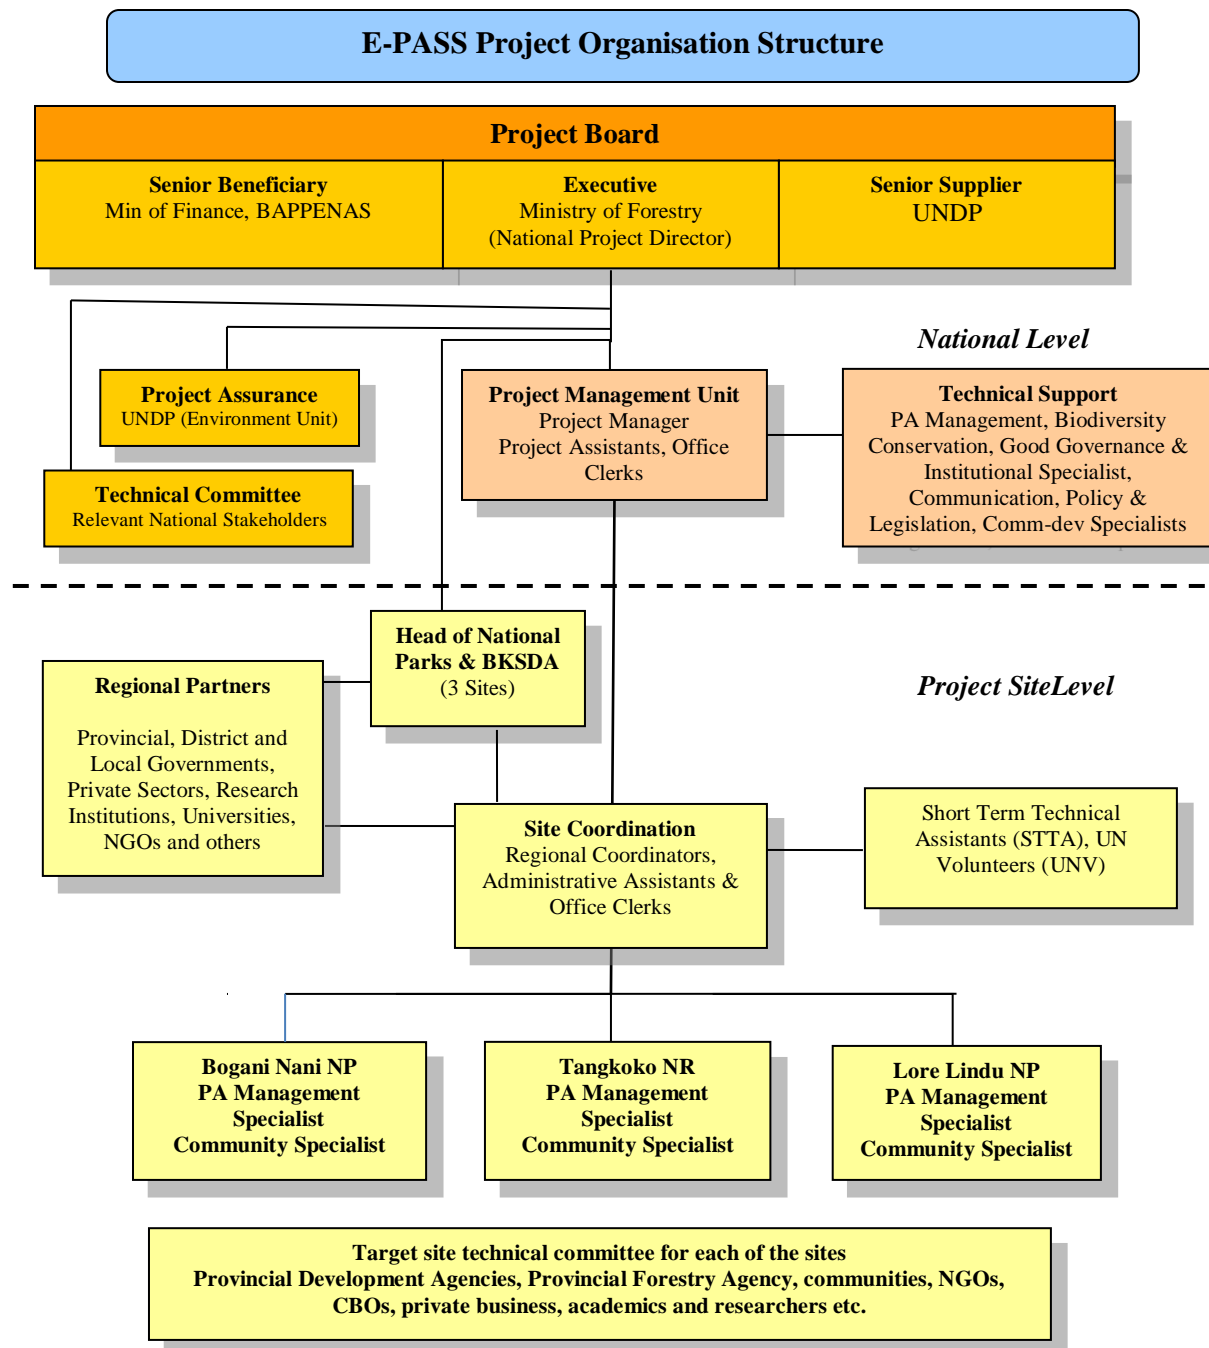 E-PASS Project Organisation Structure
Project Board
Senior Beneficiary
Min of Finance, BAPPENAS
Executive
Ministry of Forestry
(National Project Director)
Senior Supplier
UNDP
National Level
Project Assurance
UNDP (Environment Unit)
Technical Committee
Relevant National Stakeholders
Project Management Unit
Project Manager
Project Assistants, Office
Clerks
Technical Support
PA Management, Biodiversity
Conservation, Good Governance &
Institutional Specialist,
Communication, Policy &
Legislation, Comm-dev Specialists
Head of National
Parks & BKSDA
(3 Sites)
Project SiteLevel
Regional Partners
Provincial, District and
Local Governments,
Private Sectors, Research
Institutions, Universities,
NGOs and others
Site Coordination
Regional Coordinators,
Administrative Assistants &
Office Clerks
Short Term Technical
Assistants (STTA), UN
Volunteers (UNV)
Bogani Nani NP
PA Management
Specialist
Community Specialist
Tangkoko NR
PA Management
Specialist
Community Specialist
Lore Lindu NP
PA Management
Specialist
Community Specialist
Target site technical committee for each of the sites
Provincial Development Agencies, Provincial Forestry Agency, communities, NGOs,
CBOs, private business, academics and researchers etc.